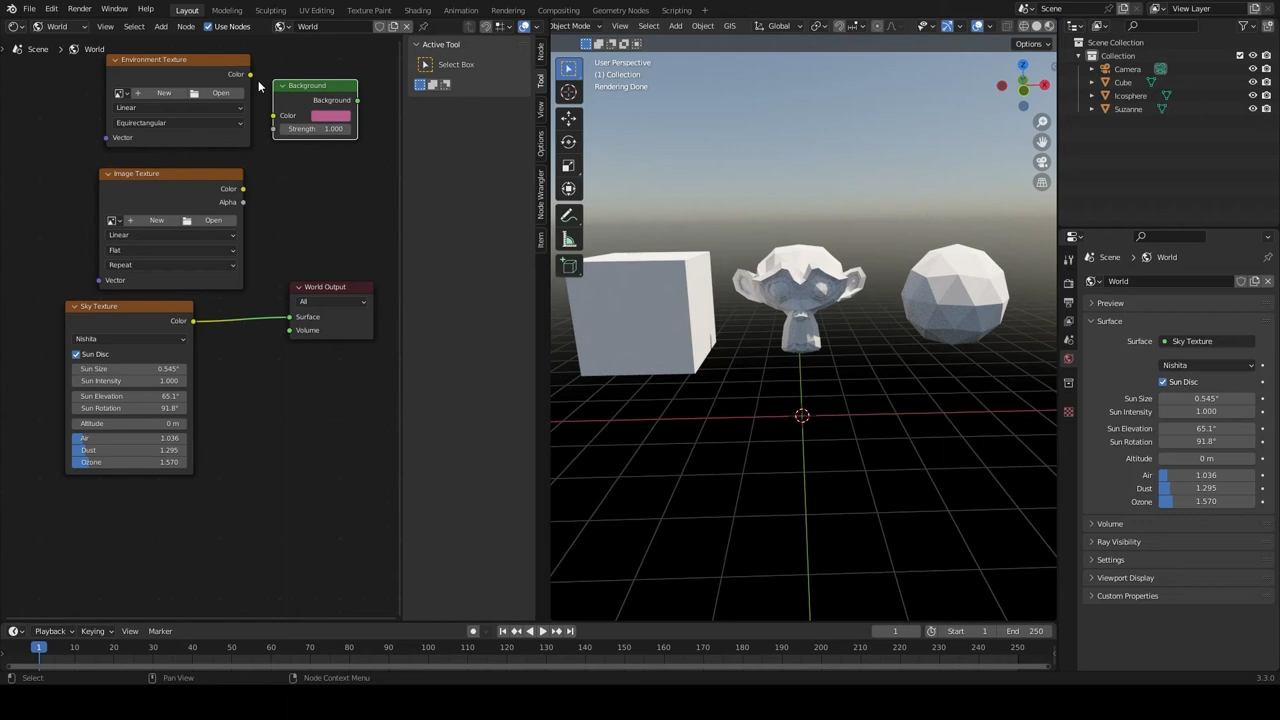 File Edit Render Window Help Layout Modeling Sculpting UV Editing Texture Paint Shading Animation Rendering Compositing Geometry Nodes Scripting Scene View Layer
World View Select Add Node Use Nodes World Object Mode View Select Add Object Global
Scene World
Options
Environment Texture
Color
New Open
Linear
Equirectangular
Vector
Background
Background
Color
Strength 1.000
Image Texture
Color
Alpha
New Open
Linear
Flat
Repeat
Vector
Sky Texture
Color
Nishita
Sun Disc
Sun Size 0.545°
Sun Intensity 1.000
Sun Elevation 65.1°
Sun Rotation 91.8°
Altitude 0 m
Air 1.036
Dust 1.295
Ozone 1.570
World Output
All
Surface
Volume
Active Tool
Select Box
Node
Tool
View
Options
Node Wrangler
Item
User Perspective
(1) Collection
Rendering Done
Z
Y
X
Scene Collection
Collection
Camera
Cube
Icosphere
Suzanne
Scene World
World
Preview
Surface
Surface Sky Texture
Nishita
Sun Disc
Sun Size 0.545°
Sun Intensity 1.000
Sun Elevation 65.1°
Sun Rotation 91.8°
Altitude 0 m
Air 1.036
Dust 1.295
Ozone 1.570
Volume
Ray Visibility
Settings
Viewport Display
Custom Properties
Playback Keying View Marker 1 Start 1 End 250
1 10 20 30 40 50 60 70 80 90 100 110 120 130 140 150 160 170 180 190 200 210 220 230 240 250
Select Pan View Node Context Menu 3.3.0